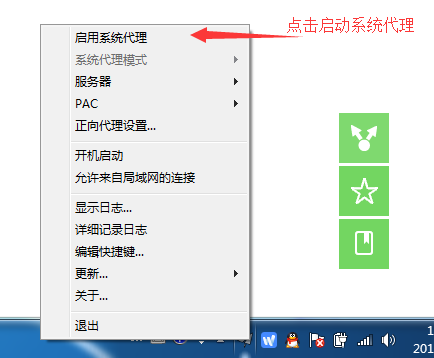 点击启动系统代理
启用系统代理
系统代理模式
服务器
PAC
正向代理设置...
开机启动
允许来自局域网的连接
显示日志...
详细记录日志
编辑快捷键...
更新...
关于...
退出
W
1
201